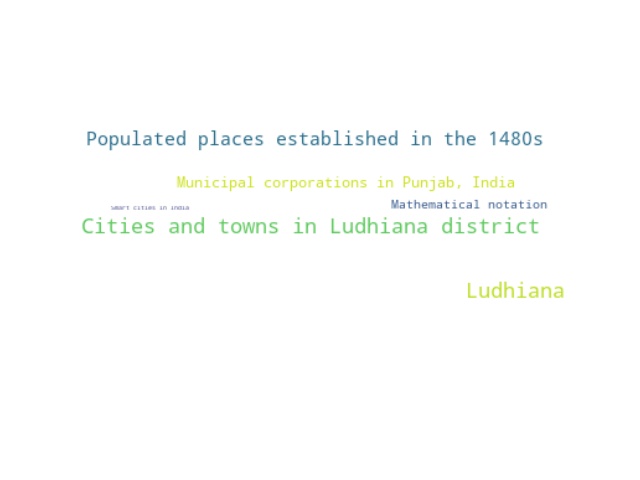 Populated places established in the 1480s
Municipal corporations in Punjab, India
Mathematical notation
Smart cities in India
Cities and towns in Ludhiana district
Ludhiana